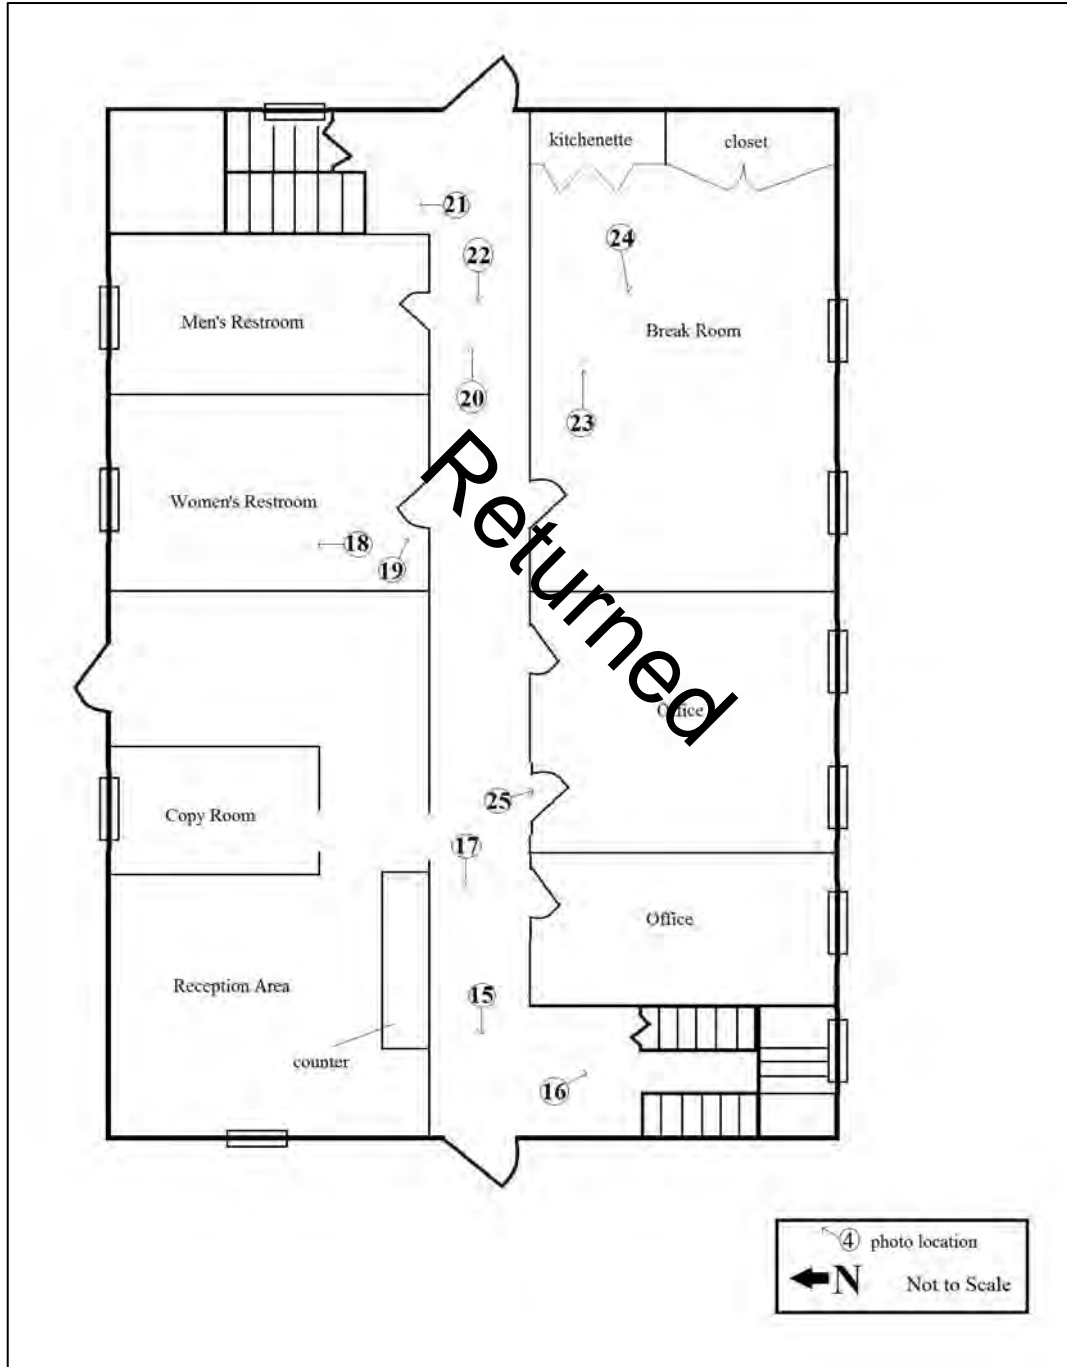 kitchenette
closet
21
22
24
Men's Restroom
Break Room
20
23
Women's Restroom
18
19
Returned
Office
25
Copy Room
17
Office
Reception Area
15
counter
16
4 photo location
N Not to Scale